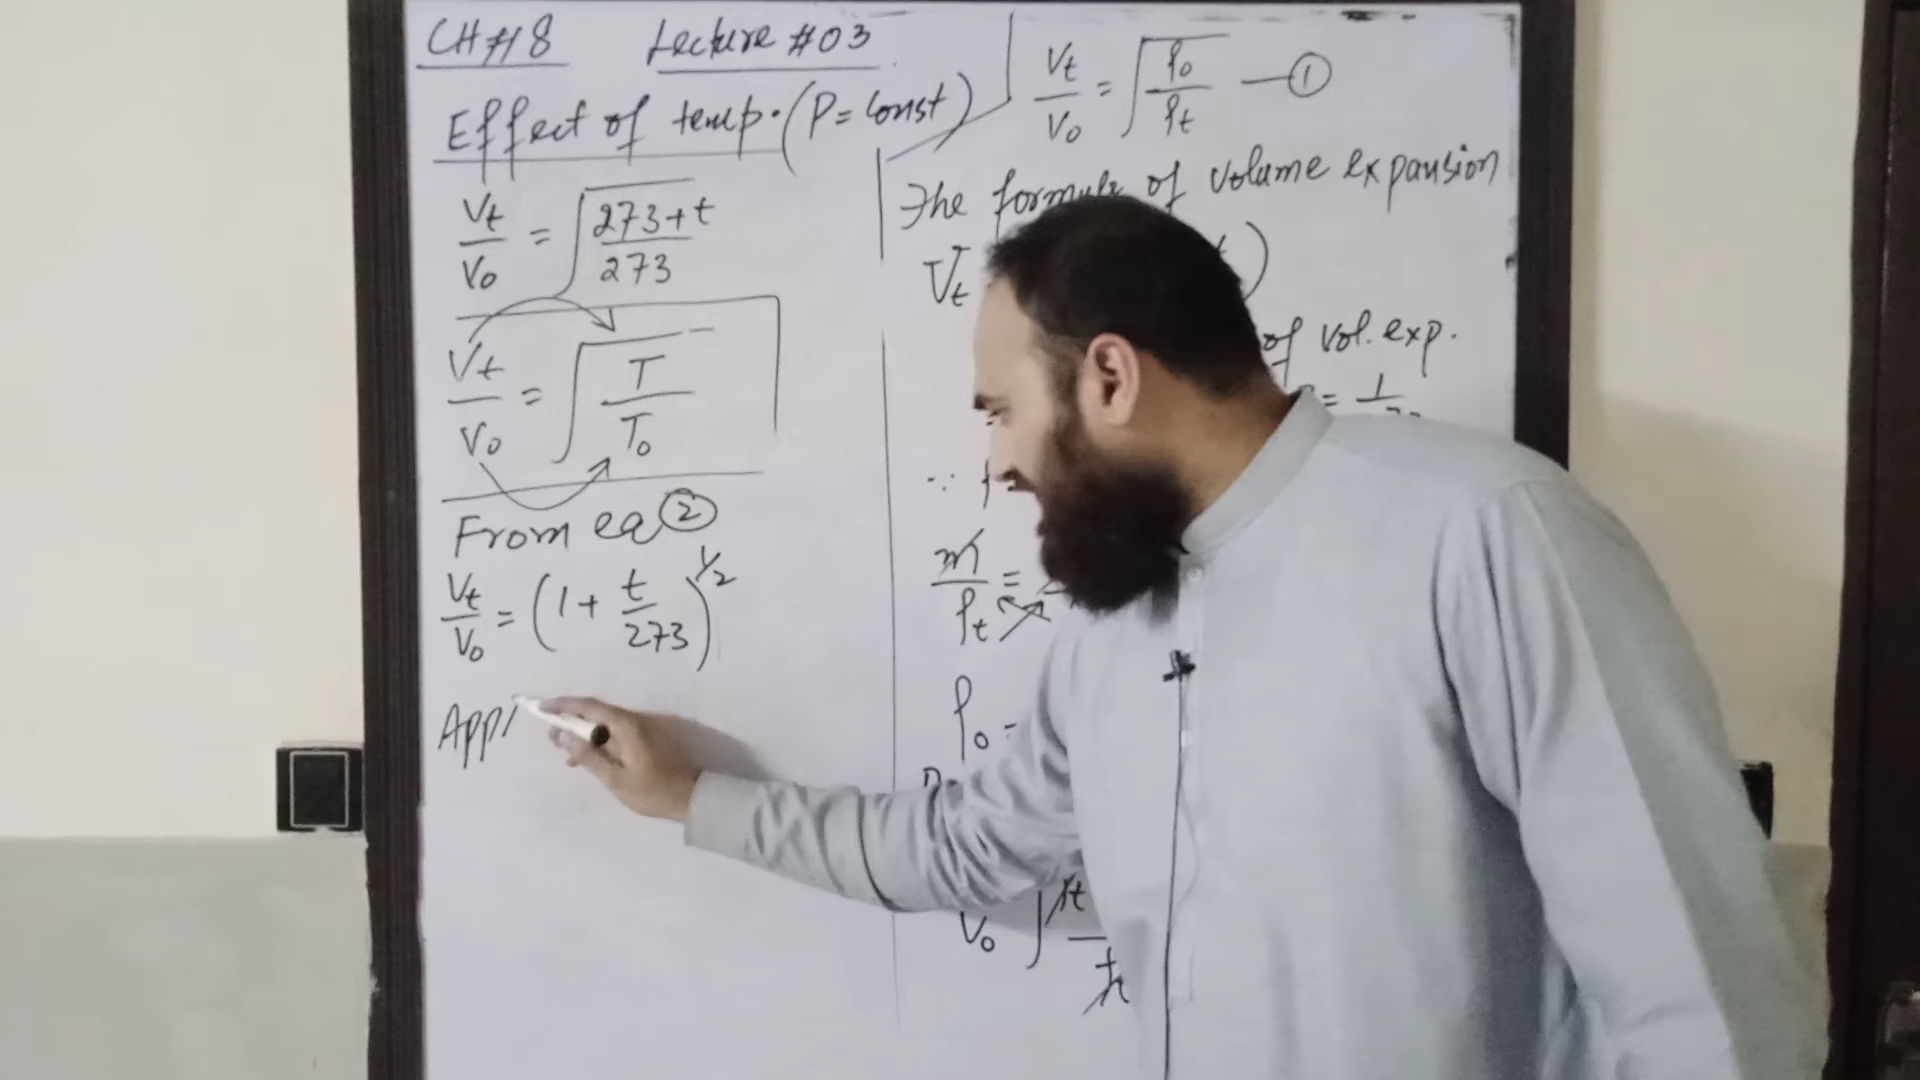 CH#18 Lecture #03
Effect of temp. (P = Const)
Vt/V0 = √(273+t/273)
Vt/V0 = √(T/T0)
From eq ②
Vt/V0 = (1 + t/273)^1/2
App
Vt/V0 = √(ρ0/ρt) — ①
The formula of volume expansion
Vt )
of vol. exp.
= 1
∵
m/ρt =
ρ0 =
V0